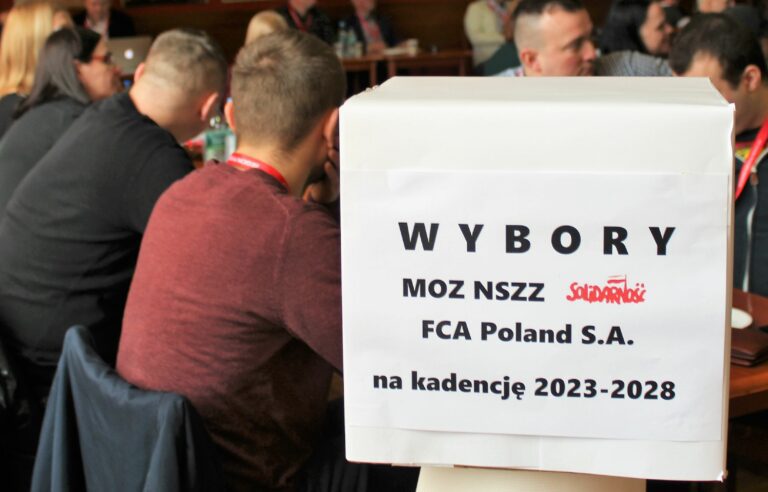 WYBORY
MOZ NSZZ SOLIDARNOŚĆ
FCA Poland S.A.
na kadencję 2023-2028